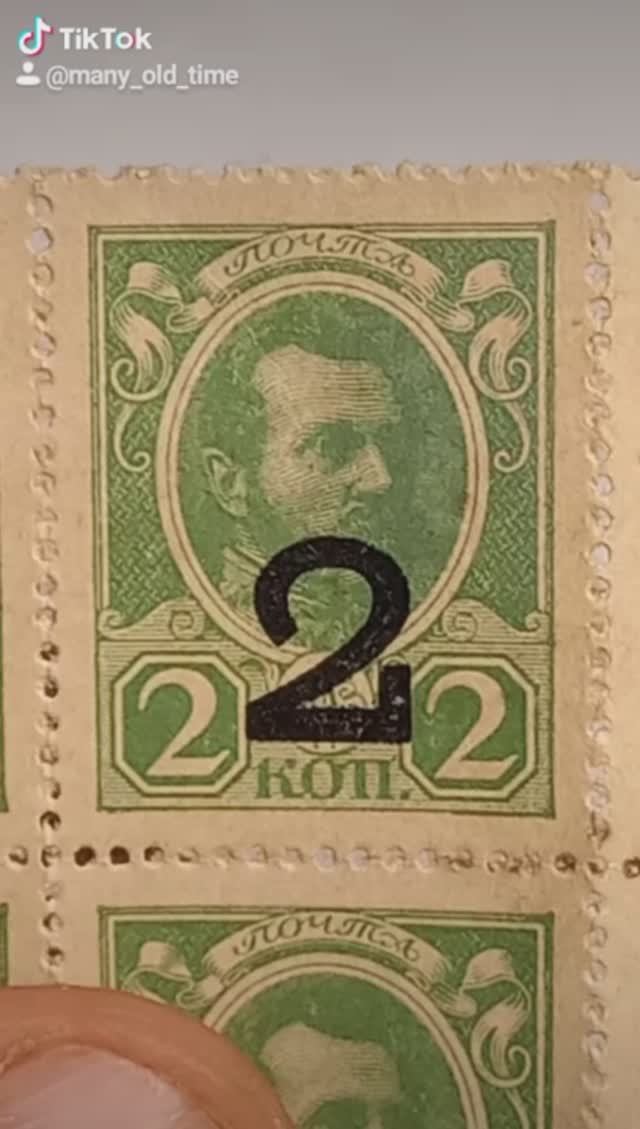 TikTok
@many_old_time
ПОЧТА
2
2 2
КОП.
ПОЧТА